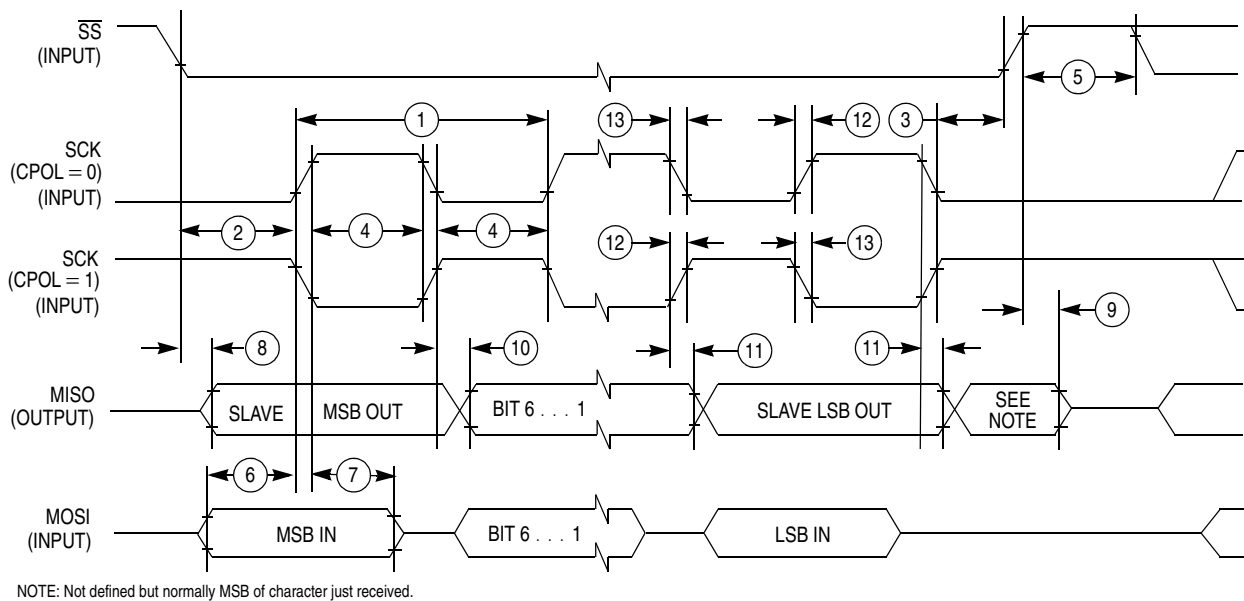 SS
(INPUT)
5
1
13
12
3
SCK
(CPOL = 0)
(INPUT)
2
4
4
12
13
SCK
(CPOL = 1)
(INPUT)
9
8
10
11
11
MISO
(OUTPUT)
SLAVE
MSB OUT
BIT 6 . . . 1
SLAVE LSB OUT
SEE
NOTE
6
7
MOSI
(INPUT)
MSB IN
BIT 6 . . . 1
LSB IN
NOTE: Not defined but normally MSB of character just received.